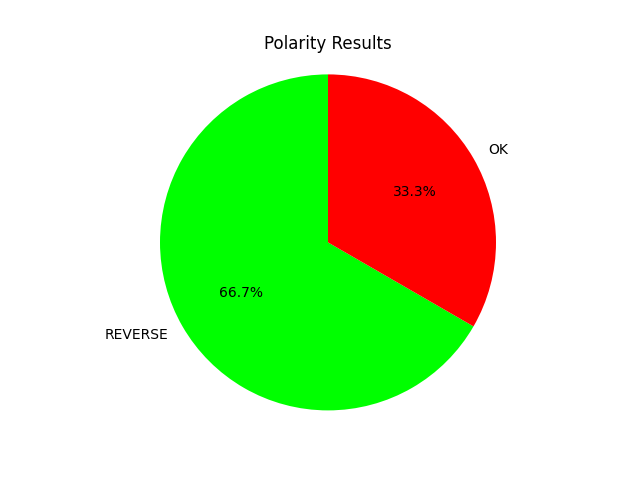 Polarity Results
OK
33.3%
66.7%
REVERSE